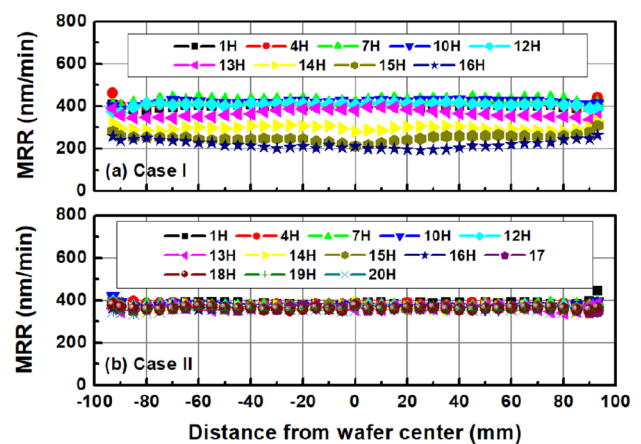 800
1H 4H 7H 10H 12H
13H 14H 15H 16H
600
400
200
0
MRR (nm/min)
(a) Case I
800
1H 4H 7H 10H 12H
13H 14H 15H 16H 17
18H 19H 20H
600
400
200
0
MRR (nm/min)
(b) Case II
-100 -80 -60 -40 -20 0 20 40 60 80 100
Distance from wafer center (mm)